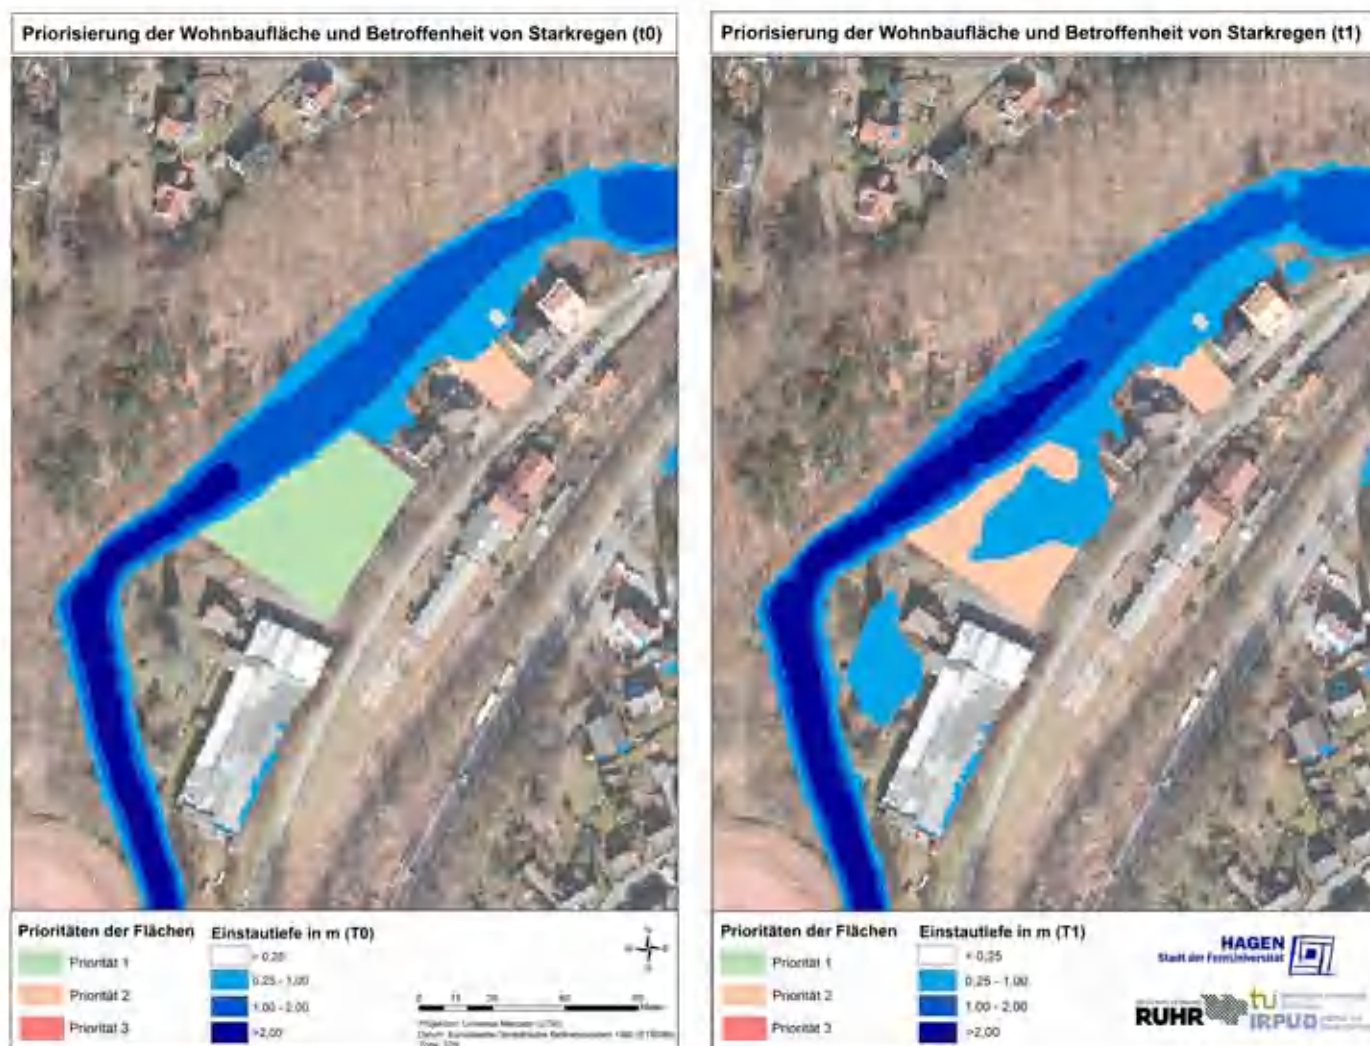 Priorisierung der Wohnbaufläche und Betroffenheit von Starkregen (t0)
Prioritäten der Flächen
Priorität 1
Priorität 2
Priorität 3
Einstautiefe in m (T0)
< 0,25
0,25 - 1,00
1,00 - 2,00
>2,00
Priorisierung der Wohnbaufläche und Betroffenheit von Starkregen (t1)
Prioritäten der Flächen
Priorität 1
Priorität 2
Priorität 3
Einstautiefe in m (T1)
< 0,25
0,25 - 1,00
1,00 - 2,00
>2,00
HAGEN
Stadt der FernUniversität
RUHR
tu
IRPUD